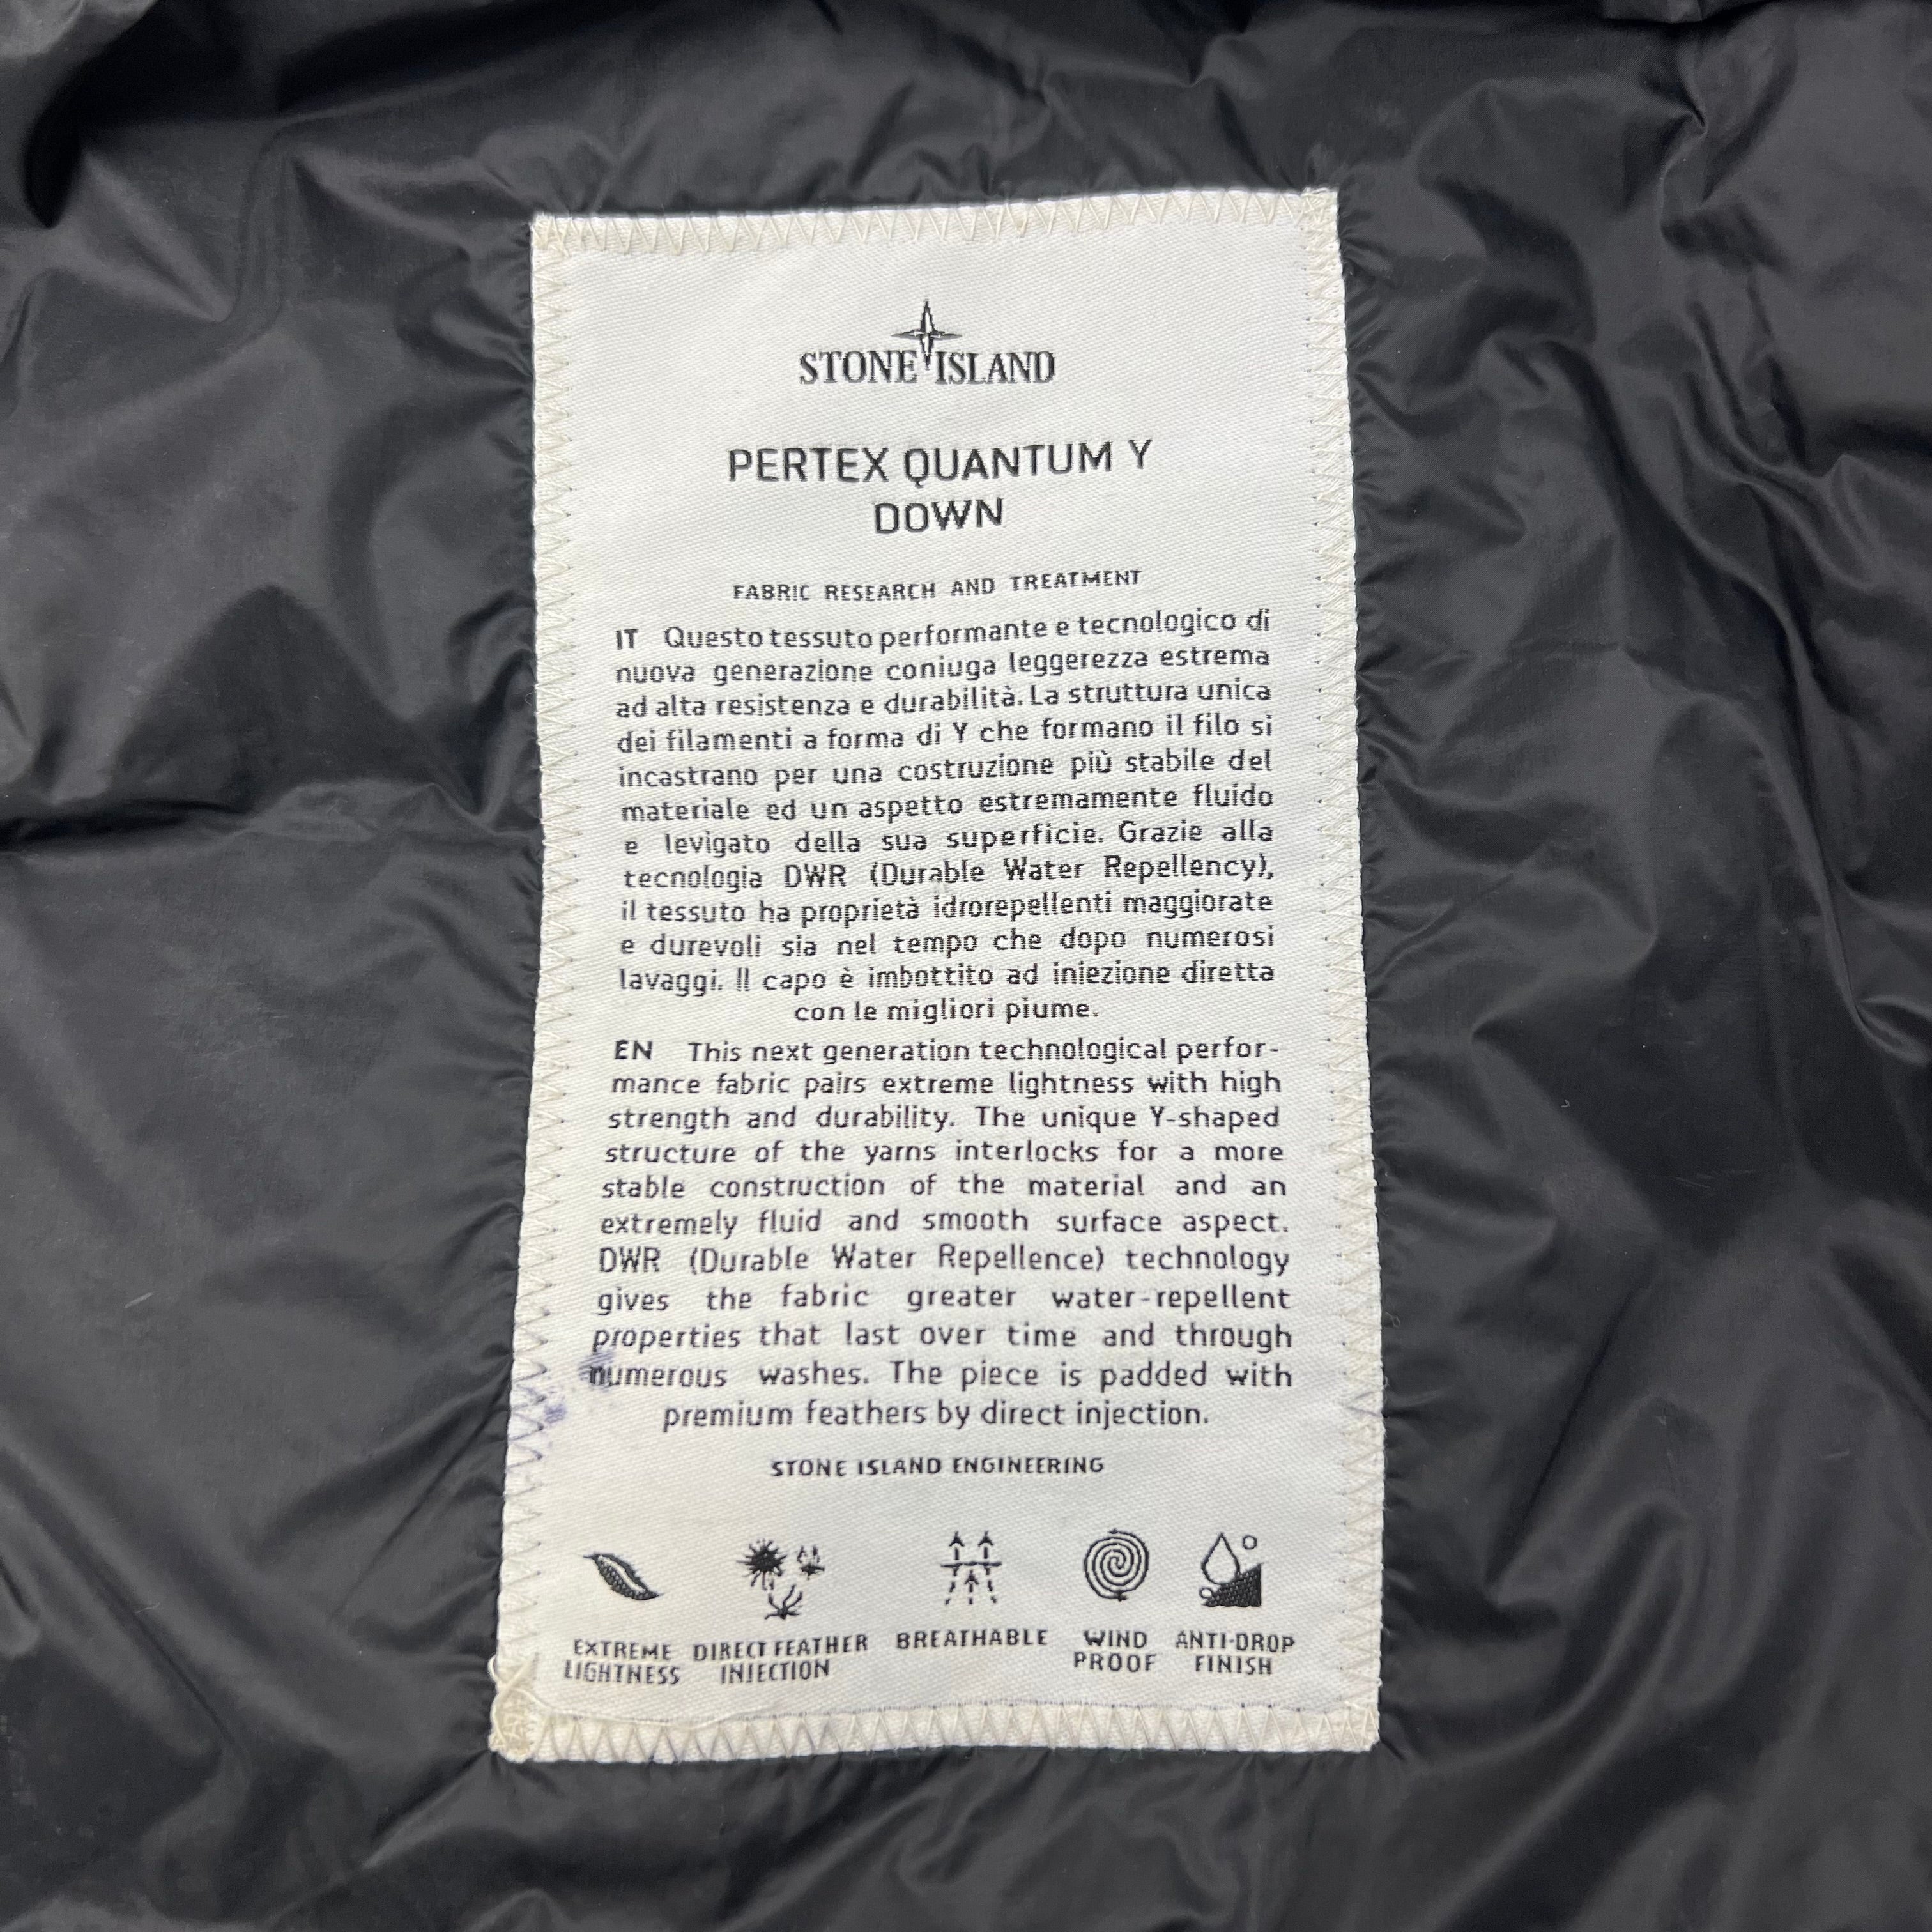 STONE ISLAND
PERTEX QUANTUM Y
DOWN
FABRIC RESEARCH AND TREATMENT
IT Questo tessuto performante e tecnologico di
nuova generazione coniuga leggerezza estrema
ad alta resistenza e durabilità. La struttura unica
dei filamenti a forma di Y che formano il filo si
incastrano per una costruzione più stabile del
materiale ed un aspetto estremamente fluido
e levigato della sua superficie. Grazie alla
tecnologia DWR (Durable Water Repellency),
il tessuto ha proprietà idrorepellenti maggiorate
e durevoli sia nel tempo che dopo numerosi
lavaggi. Il capo è imbottito ad iniezione diretta
con le migliori piume.
EN This next generation technological perfor-
mance fabric pairs extreme lightness with high
strength and durability. The unique Y-shaped
structure of the yarns interlocks for a more
stable construction of the material and an
extremely fluid and smooth surface aspect.
DWR (Durable Water Repellence) technology
gives the fabric greater water-repellent
properties that last over time and through
numerous washes. The piece is padded with
premium feathers by direct injection.
STONE ISLAND ENGINEERING
EXTREME LIGHTNESS
DIRECT FEATHER INJECTION
BREATHABLE
WIND PROOF
ANTI-DROP FINISH